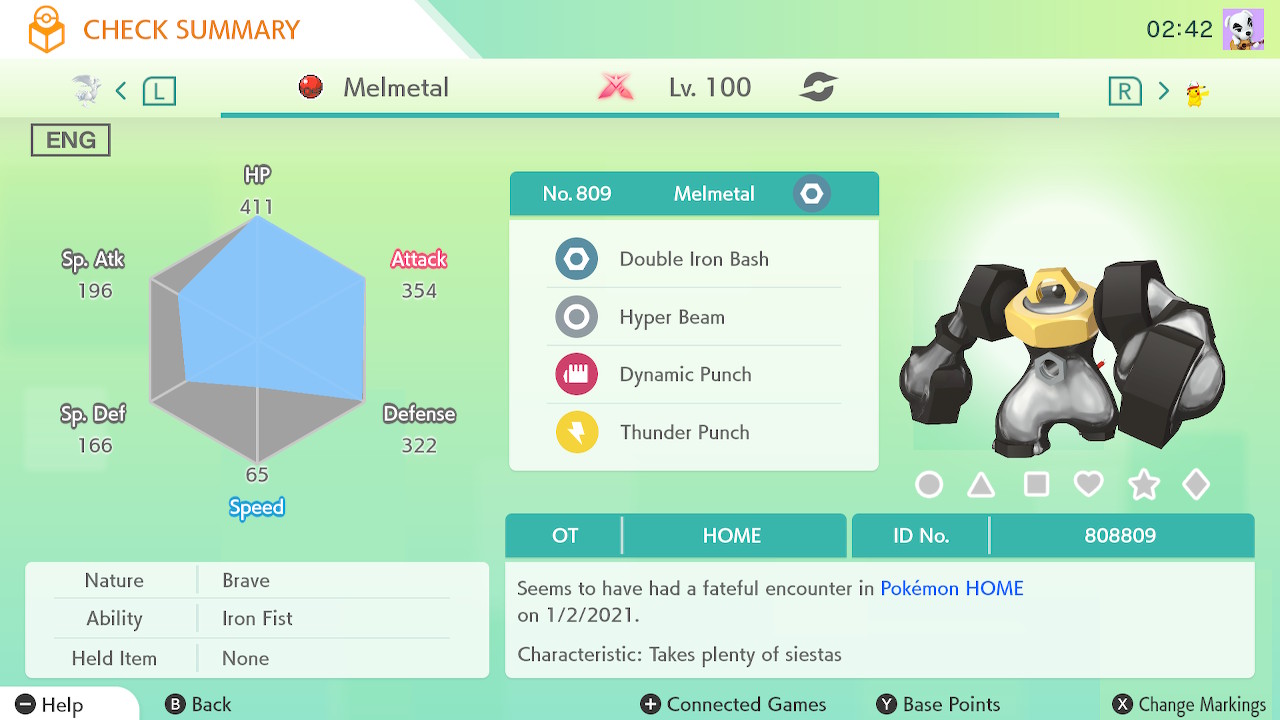 CHECK SUMMARY
02:42
L
Melmetal
Lv. 100
R
ENG
HP
411
Sp. Atk
196
Attack
354
Sp. Def
166
Defense
322
65
Speed
No. 809 Melmetal
Double Iron Bash
Hyper Beam
Dynamic Punch
Thunder Punch
OT HOME
ID No. 808809
Nature Brave
Ability Iron Fist
Held Item None
Seems to have had a fateful encounter in Pokémon HOME
on 1/2/2021.
Characteristic: Takes plenty of siestas
Help
B Back
Connected Games
Y Base Points
X Change Markings